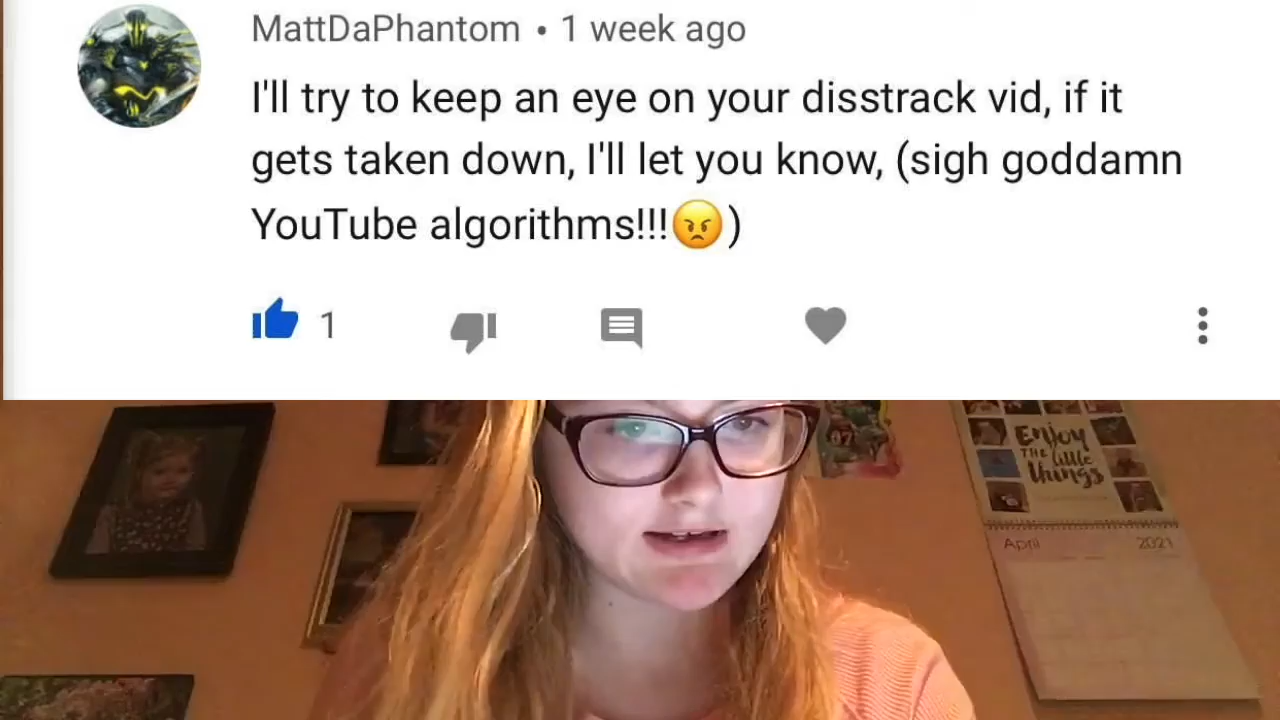 MattDaPhantom • 1 week ago
I'll try to keep an eye on your disstrack vid, if it
gets taken down, I'll let you know, (sigh goddamn
YouTube algorithms!!!😠)
1
Enjoy
THE little
things
April 2021